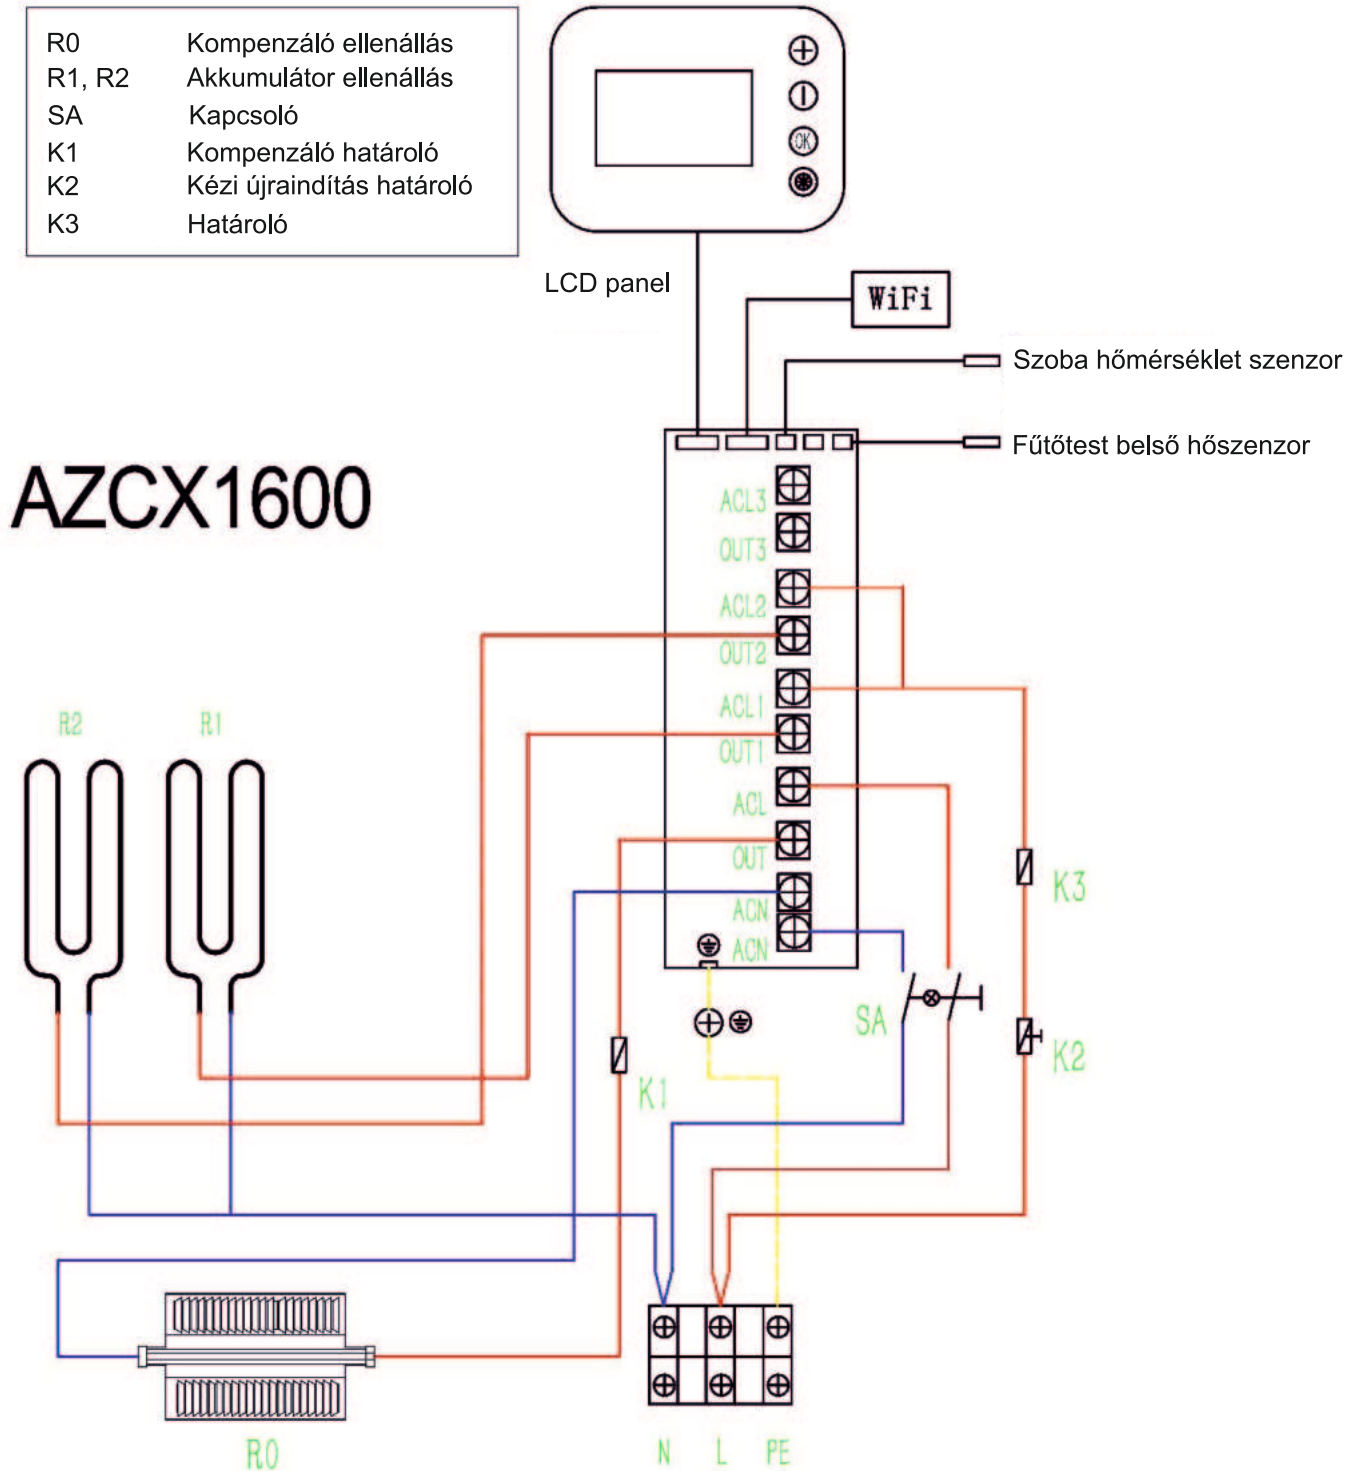 R0 Kompenzáló ellenállás
R1, R2 Akkumulátor ellenállás
SA Kapcsoló
K1 Kompenzáló határoló
K2 Kézi újraindítás határoló
K3 Határoló
OK
LCD panel
WiFi
Szoba hőmérséklet szenzor
Fűtőtest belső hőszenzor
AZCX1600
ACL3
OUT3
ACL2
OUT2
ACL1
OUT1
ACL
OUT
ACN
ACN
R2 R1
K3
SA
K2
K1
R0
N L PE